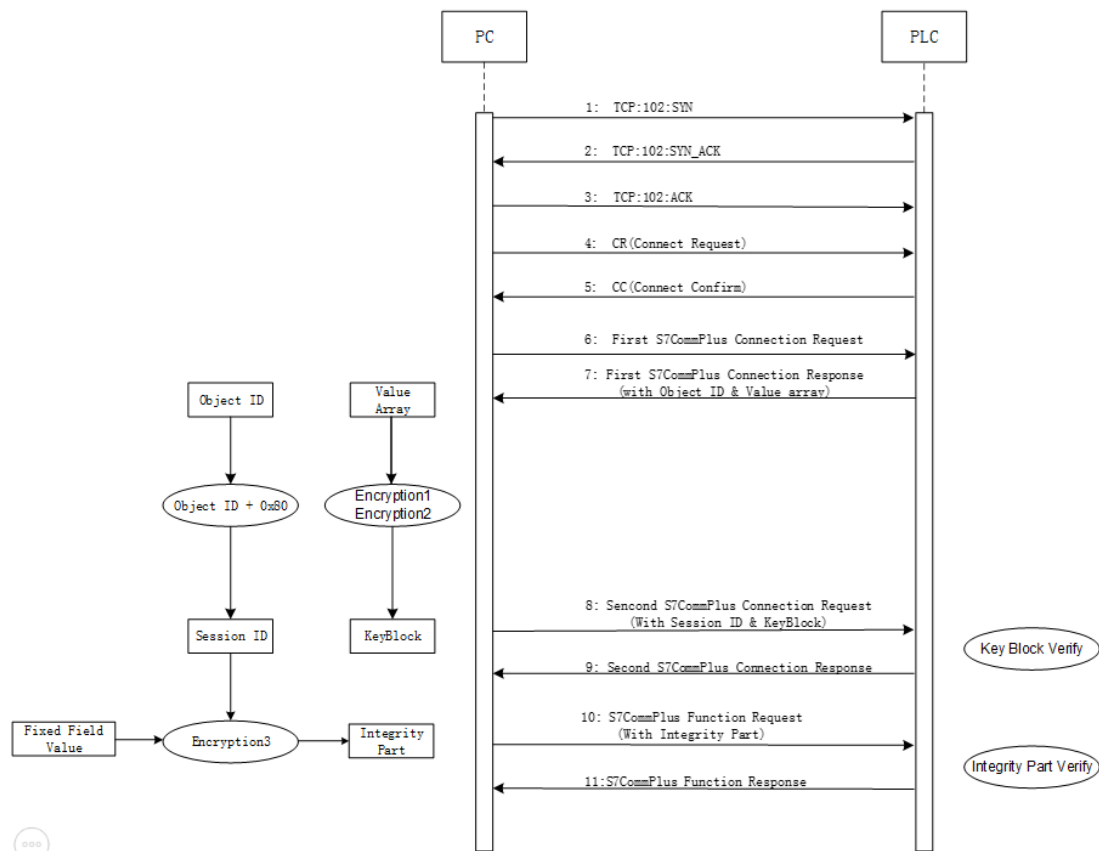 PC
PLC
1: TCP:102:SYN
2: TCP:102:SYN_ACK
3: TCP:102:ACK
4: CR(Connect Request)
5: CC(Connect Confirm)
6: First S7CommPlus Connection Request
7: First S7CommPlus Connection Response
(with Object ID & Value array)
Object ID
Value
Array
Object ID + 0x80
Encryption1
Encryption2
8: Sencond S7CommPlus Connection Request
(With Session ID & KeyBlock)
Session ID
KeyBlock
Key Block Verify
9: Second S7CommPlus Connection Response
10: S7CommPlus Function Request
(With Integrity Part)
Fixed Field
Value
Encryption3
Integrity
Part
Integrity Part Verify
11:S7CommPlus Function Response